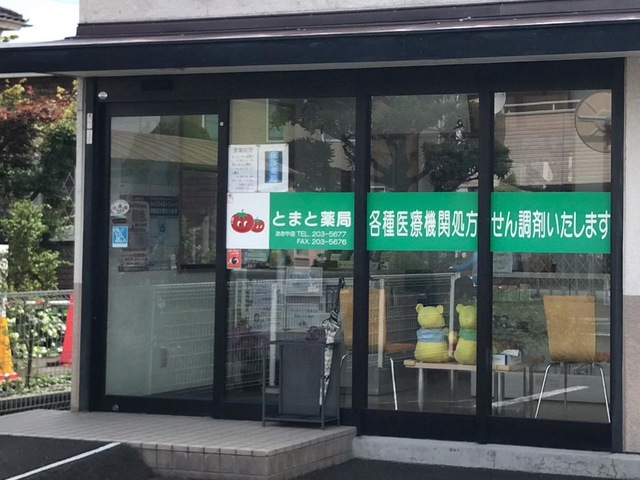 とまと薬局
おおや店 TEL. 203-5677
FAX. 203-5676
各種医療機関処方せん調剤いたします